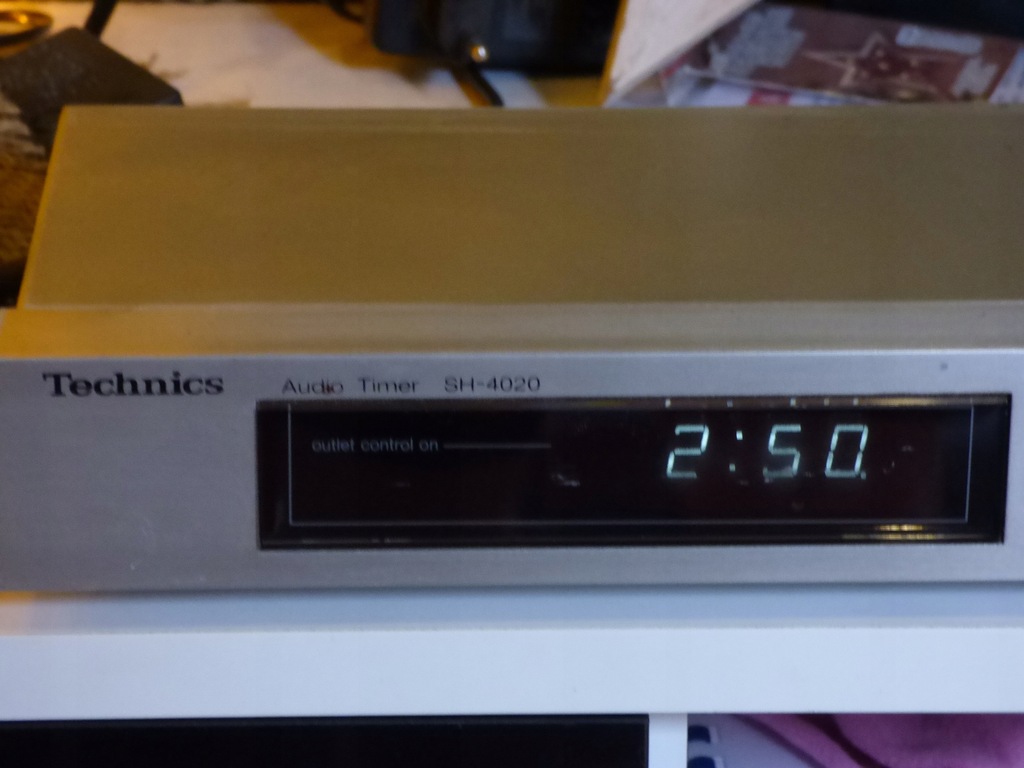 Technics Audio Timer SH-4020
outlet control on 2:50